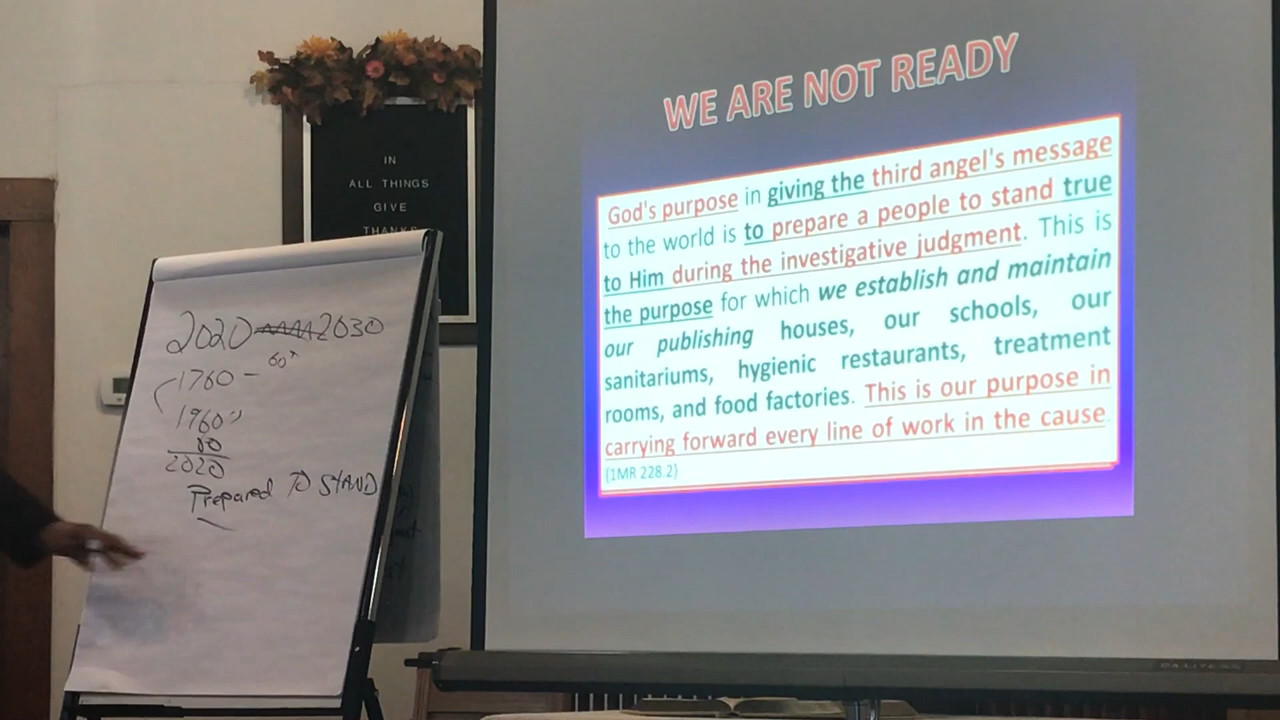 IN
ALL THINGS
GIVE
THANKS
2020 2030
60+
1760 -
1960
2020
Prepared TO STAND
WE ARE NOT READY
God's purpose in giving the third angel's message
to the world is to prepare a people to stand true
to Him during the investigative judgment. This is
the purpose for which we establish and maintain
our publishing houses, our schools, our
sanitariums, hygienic restaurants, treatment
rooms, and food factories. This is our purpose in
carrying forward every line of work in the cause.
{1MR 228.2}
DA-LITE